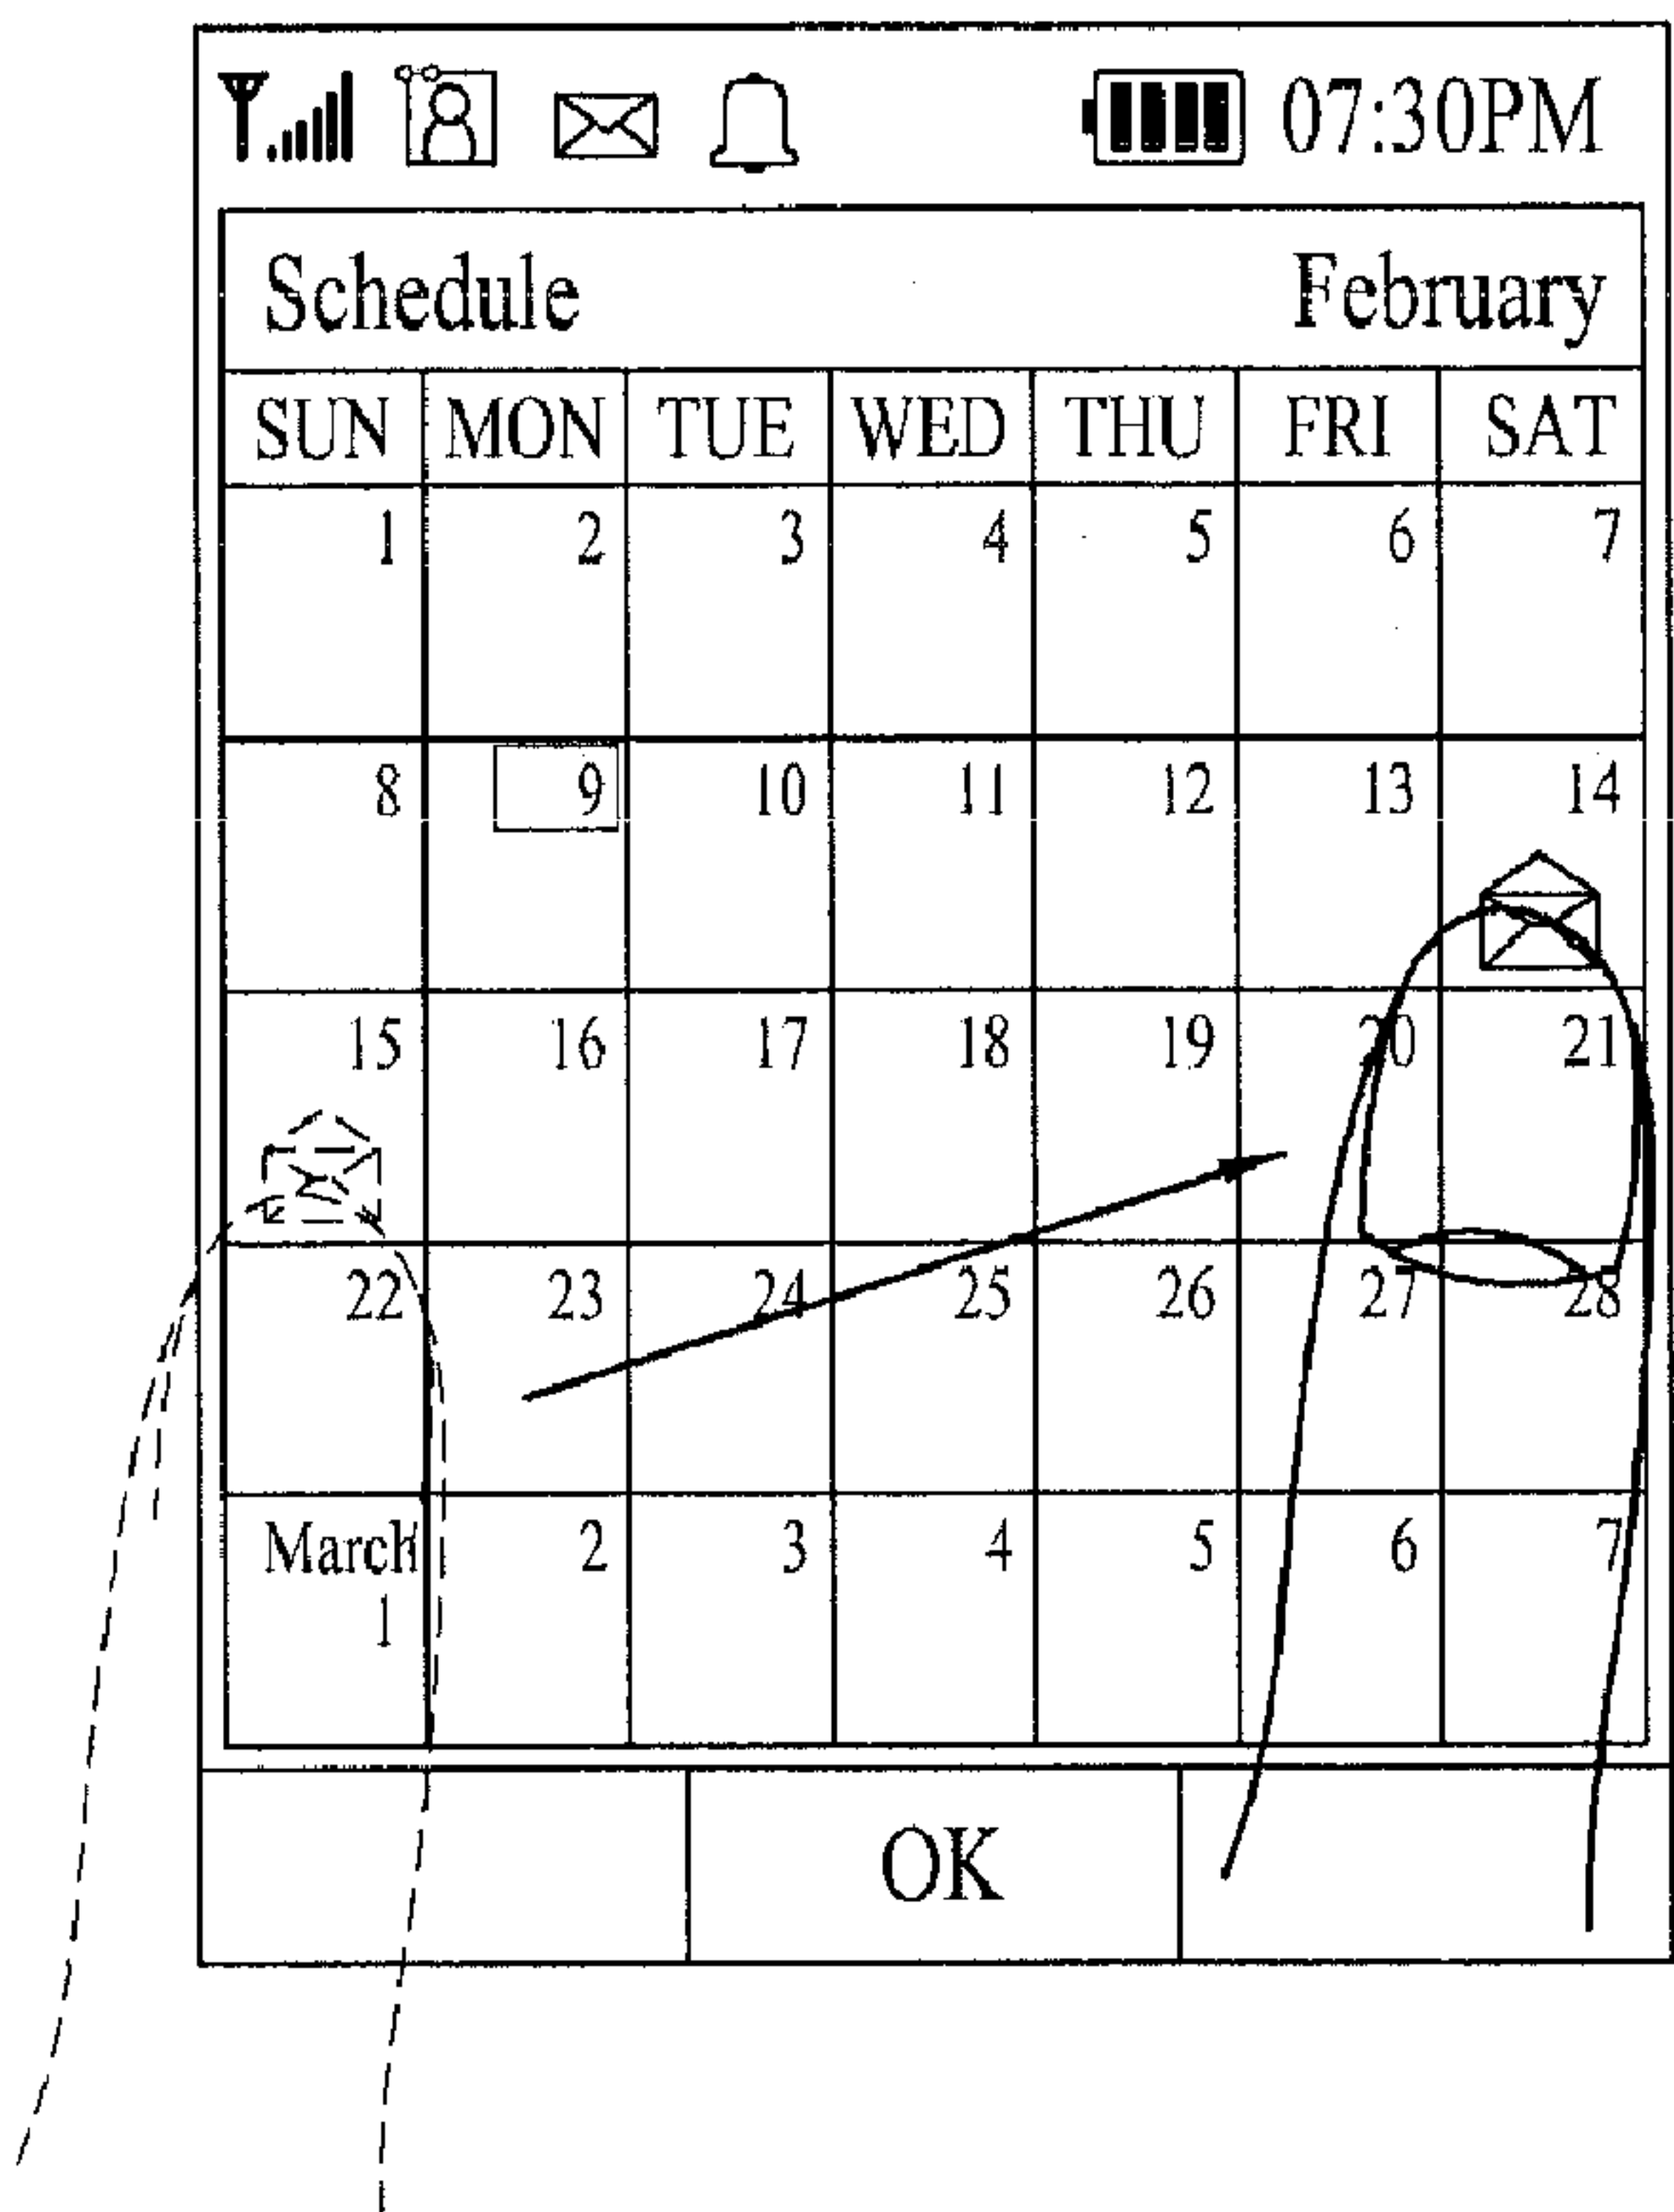 07:30PM
Schedule February
SUN MON TUE WED THU FRI SAT
1 2 3 4 5 6 7
8 9 10 11 12 13 14
15 16 17 18 19 20 21
22 23 24 25 26 27 28
March 2 3 4 5 6 7
1
OK